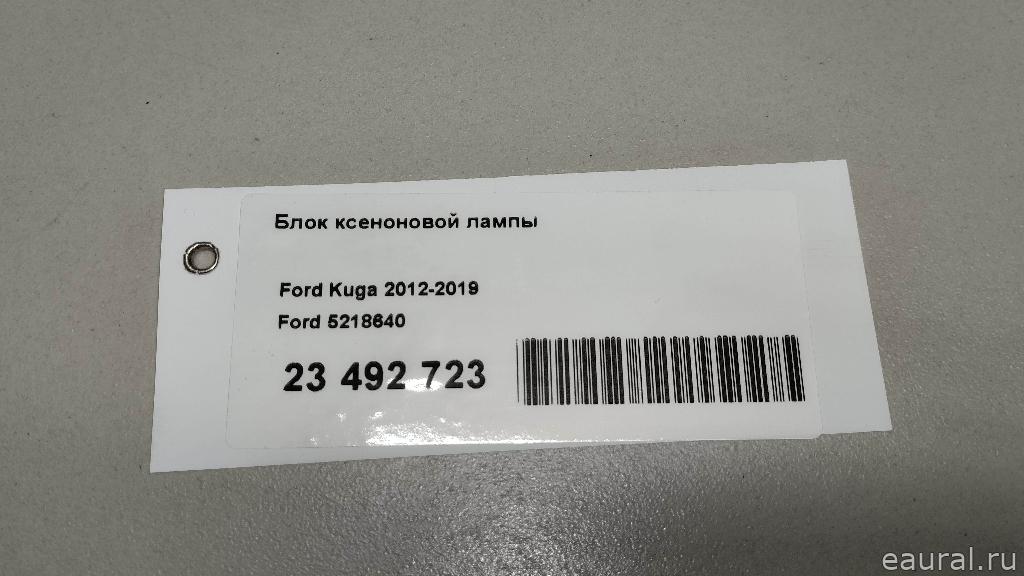 Блок ксеноновой лампы
Ford Kuga 2012-2019
Ford 5218640
23 492 723
eaural.ru